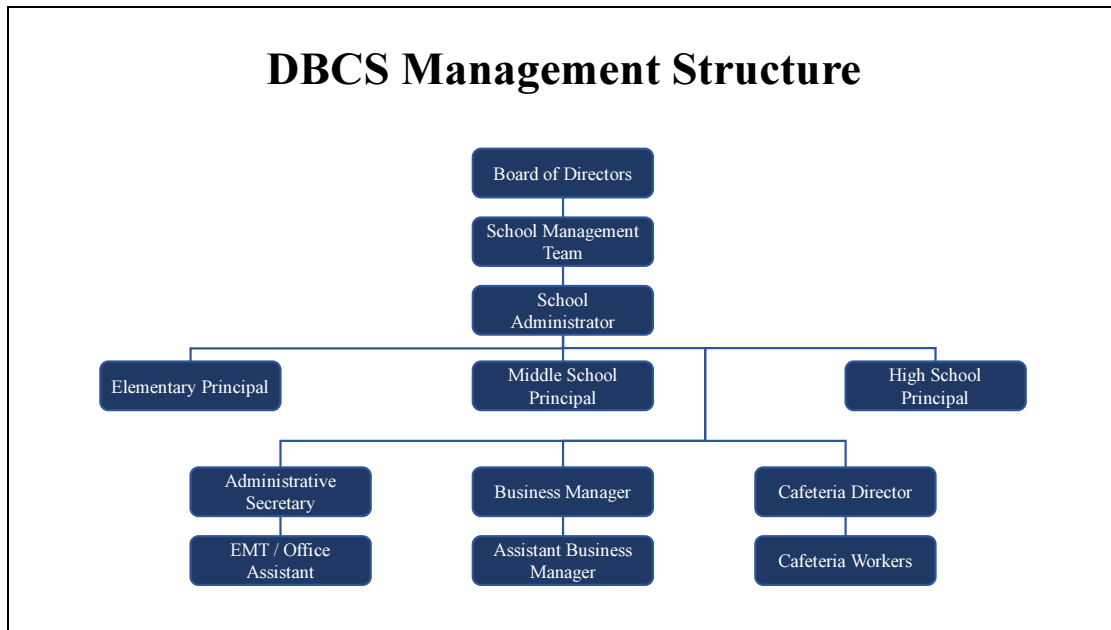 DBCS Management Structure
Board of Directors
School Management
Team
School
Administrator
Elementary Principal
Middle School
Principal
High School
Principal
Administrative
Secretary
Business Manager
Cafeteria Director
EMT / Office
Assistant
Assistant Business
Manager
Cafeteria Workers